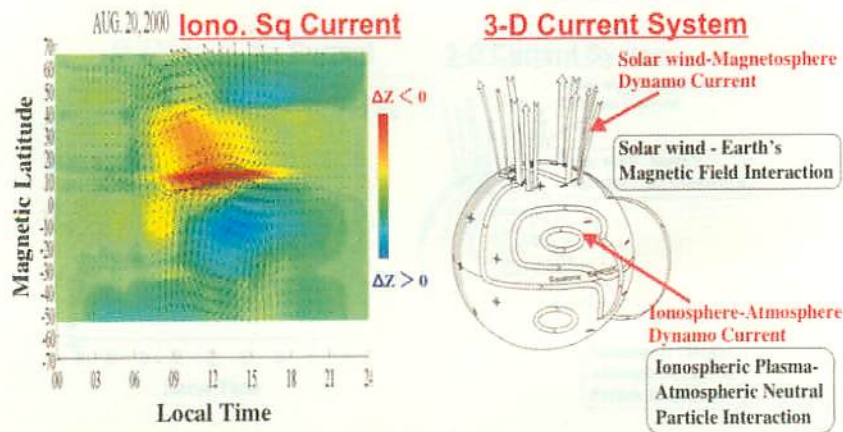 AUG. 20, 2000 Iono. Sq Current
3-D Current System
Magnetic Latitude
70
60
50
40
30
20
10
0
-10
-20
-30
-40
-50
-60
-70
00 03 06 09 12 15 18 21 24
Local Time
ΔZ < 0
ΔZ > 0
Solar wind-Magnetosphere
Dynamo Current
Solar wind - Earth's
Magnetic Field Interaction
Ionosphere-Atmosphere
Dynamo Current
Ionospheric Plasma-
Atmospheric Neutral
Particle Interaction